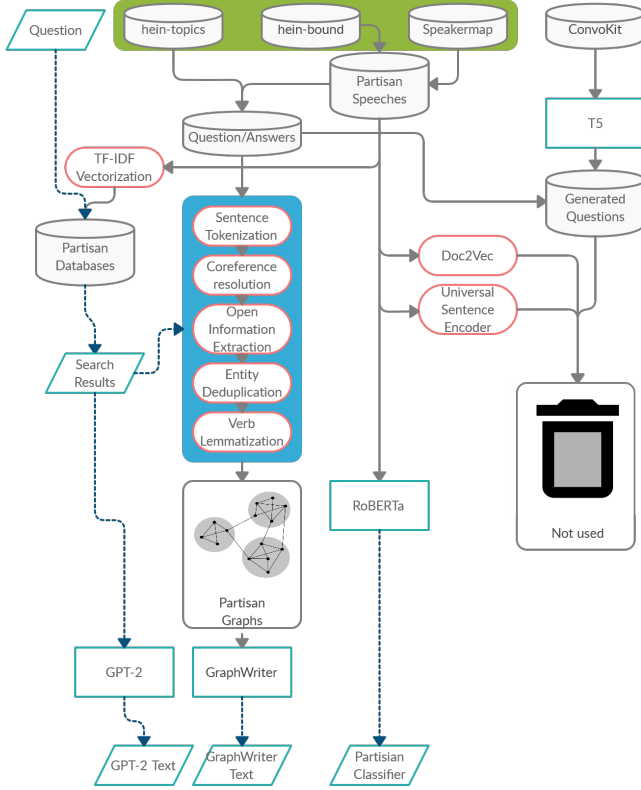 Question
hein-topics
hein-bound
Speakermap
ConvoKit
Partisan
Speeches
T5
Question/Answers
TF-IDF
Vectorization
Generated
Questions
Sentence
Tokenization
Partisan
Databases
Doc2Vec
Coreference
resolution
Universal
Sentence
Encoder
Open
Information
Extraction
Search
Results
Entity
Deduplication
Verb
Lemmatization
RoBERTa
Not used
Partisan
Graphs
GPT-2
GraphWriter
GPT-2 Text
GraphWriter
Text
Partisian
Classifier